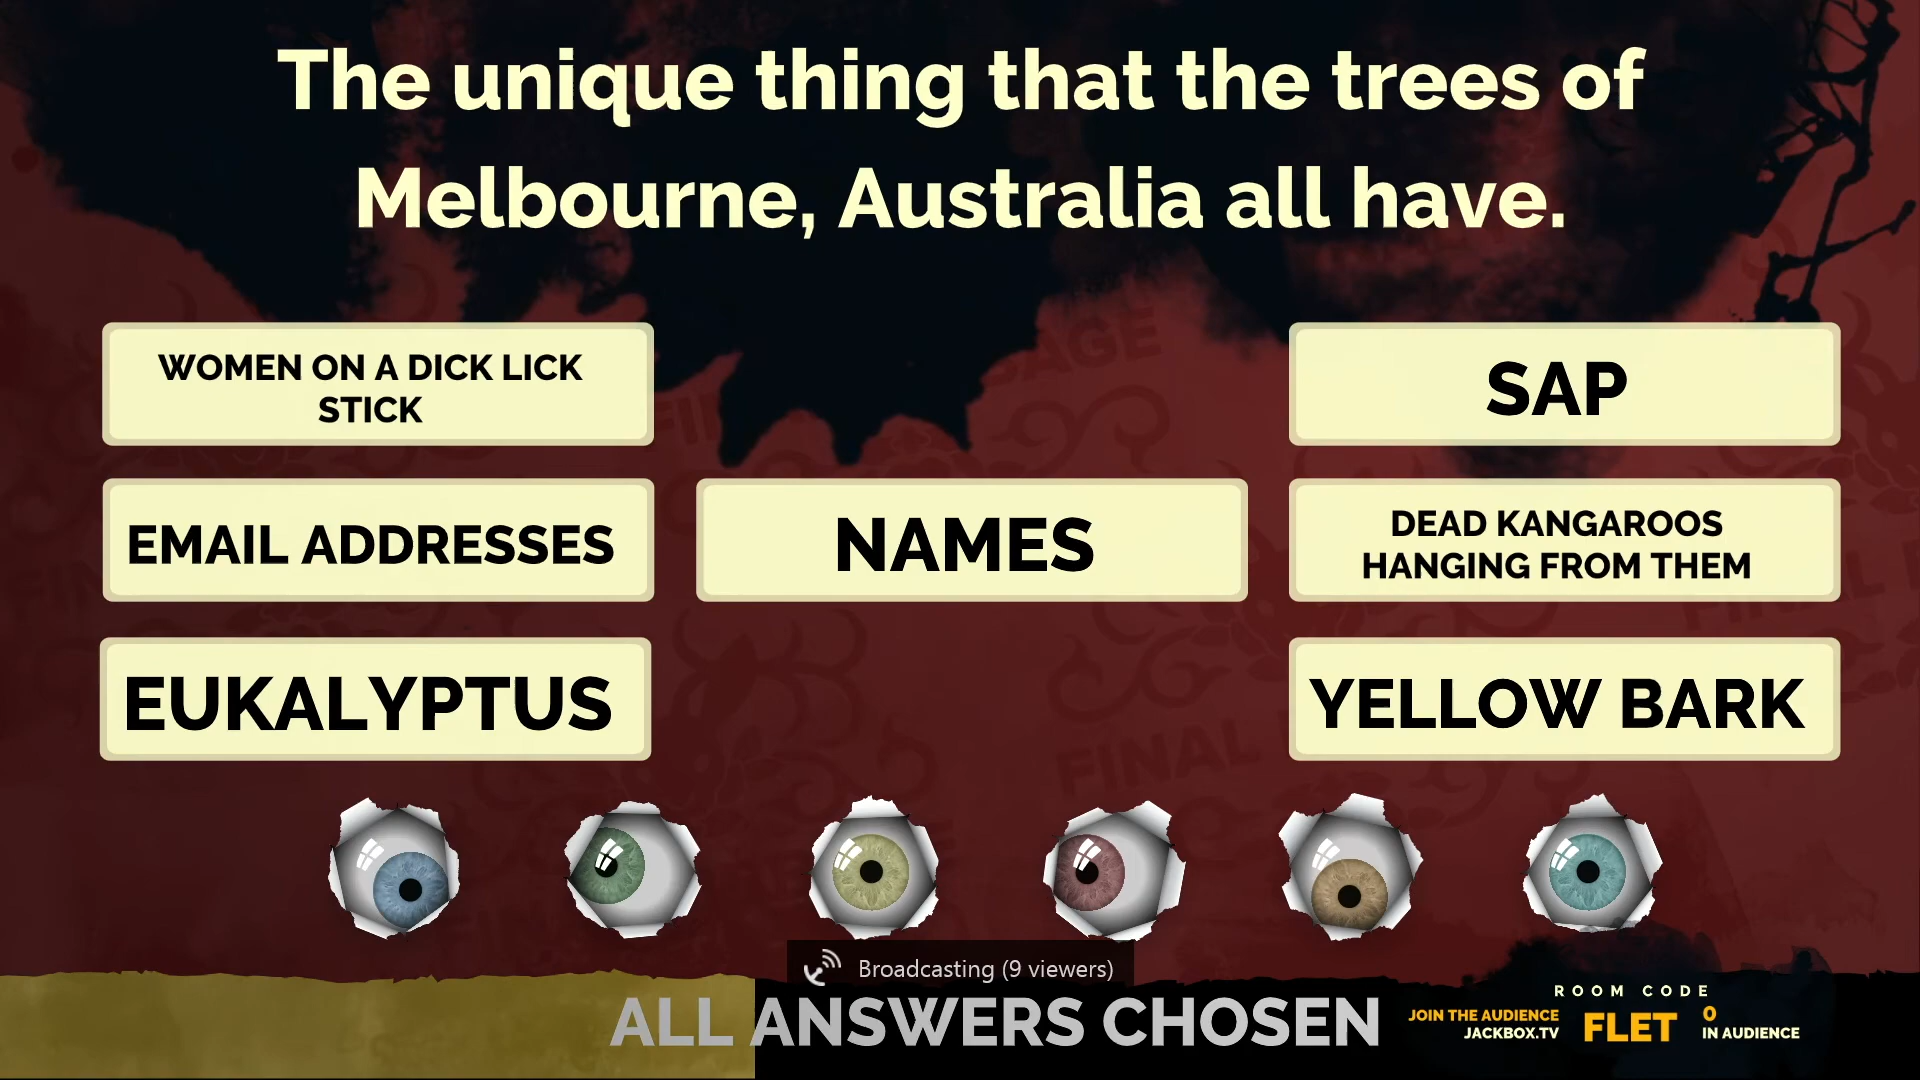 The unique thing that the trees of
Melbourne, Australia all have.
WOMEN ON A DICK LICK
STICK
SAP
EMAIL ADDRESSES
NAMES
DEAD KANGAROOS
HANGING FROM THEM
EUKALYPTUS
YELLOW BARK
Broadcasting (9 viewers)
ALL ANSWERS CHOSEN
ROOM CODE
JOIN THE AUDIENCE
JACKBOX.TV
FLET
0
IN AUDIENCE